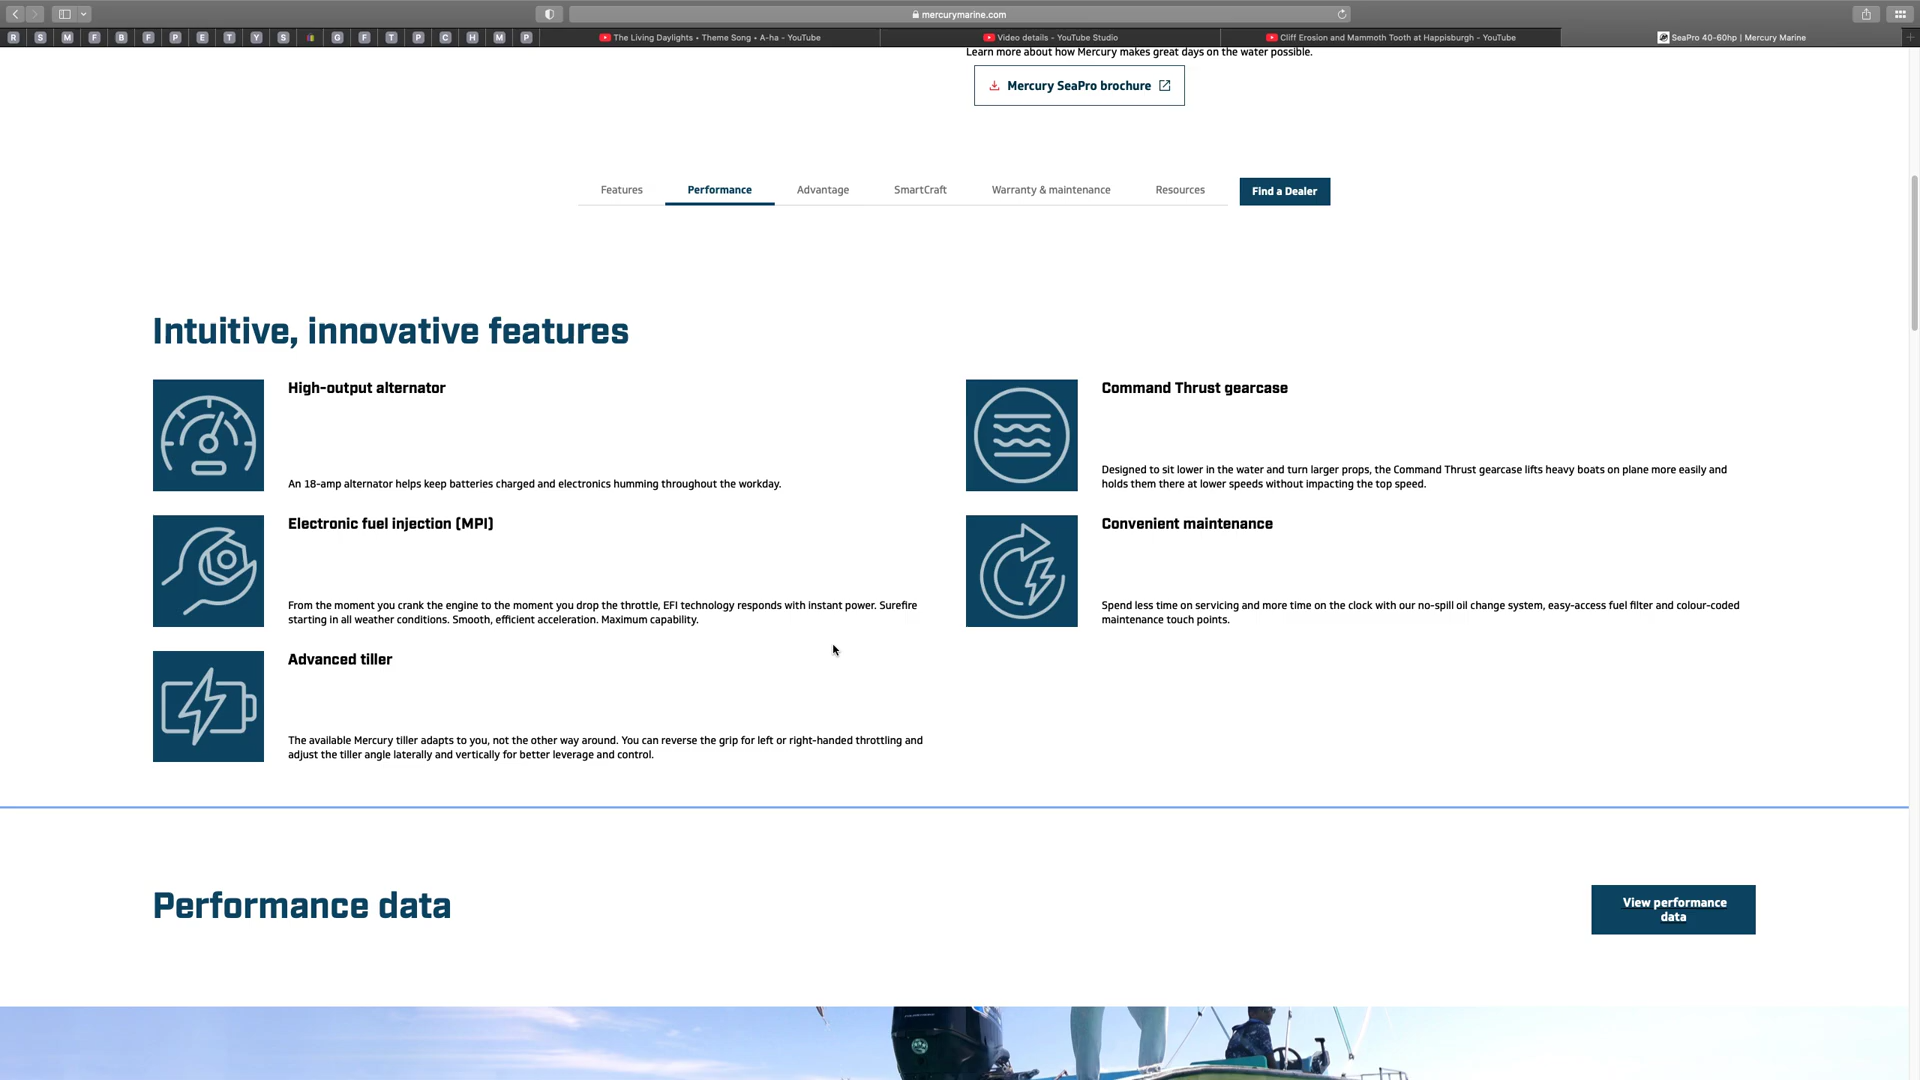 mercurymarine.com
R S M F B F P E T Y S G F T P C H M P
The Living Daylights • Theme Song • A-ha - YouTube
Video details - YouTube Studio
Cliff Erosion and Mammoth Tooth at Happisburgh - YouTube
SeaPro 40-60hp | Mercury Marine
Learn more about how Mercury makes great days on the water possible.
Mercury SeaPro brochure
Features
Performance
Advantage
SmartCraft
Warranty & maintenance
Resources
Find a Dealer
Intuitive, innovative features
High-output alternator
An 18-amp alternator helps keep batteries charged and electronics humming throughout the workday.
Command Thrust gearcase
Designed to sit lower in the water and turn larger props, the Command Thrust gearcase lifts heavy boats on plane more easily and
holds them there at lower speeds without impacting the top speed.
Electronic fuel injection (MPI)
From the moment you crank the engine to the moment you drop the throttle, EFI technology responds with instant power. Surefire
starting in all weather conditions. Smooth, efficient acceleration. Maximum capability.
Convenient maintenance
Spend less time on servicing and more time on the clock with our no-spill oil change system, easy-access fuel filter and colour-coded
maintenance touch points.
Advanced tiller
The available Mercury tiller adapts to you, not the other way around. You can reverse the grip for left or right-handed throttling and
adjust the tiller angle laterally and vertically for better leverage and control.
Performance data
View performance
data